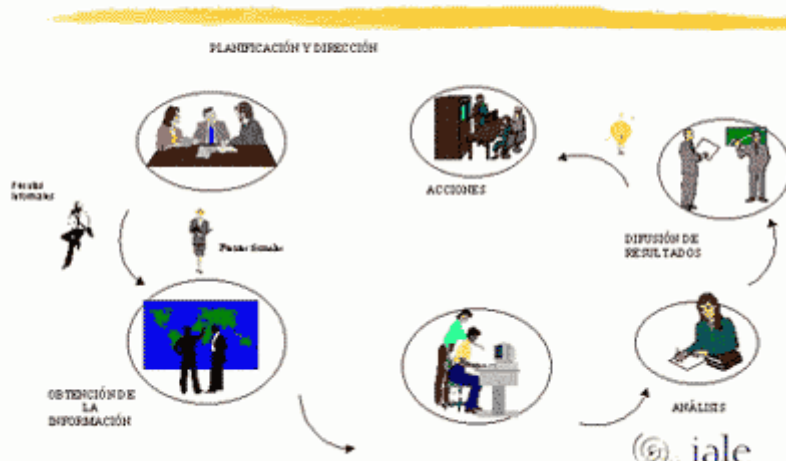 PLANIFICACIÓN Y DIRECCIÓN
ACCIONES
DIFUSIÓN DE
RESULTADOS
OBTENCIÓN DE
LA
INFORMACIÓN
ANÁLISIS
iale